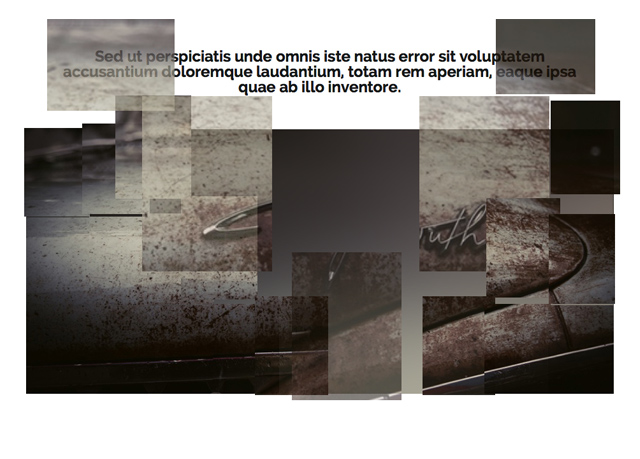 Sed ut perspiciatis unde omnis iste natus error sit voluptatem
accusantium doloremque laudantium, totam rem aperiam, eaque ipsa
quae ab illo inventore.